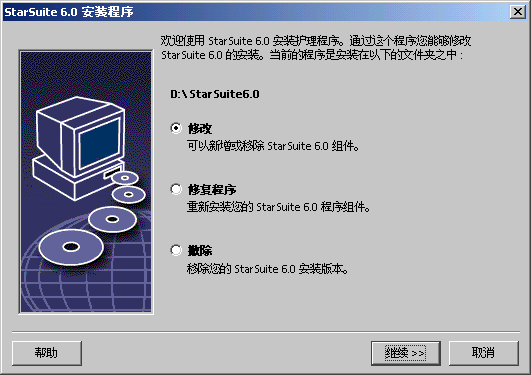 StarSuite 6.0 安装程序
欢迎使用 StarSuite 6.0 安装护理程序。通过这个程序您能够修改
StarSuite 6.0 的安装。当前的程序是安装在以下的文件夹之中：
D:\StarSuite6.0
修改
可以新增或移除 StarSuite 6.0 组件。
修复程序
重新安装您的 StarSuite 6.0 程序组件。
撤除
移除您的 StarSuite 6.0 安装版本。
帮助
继续 >>
取消